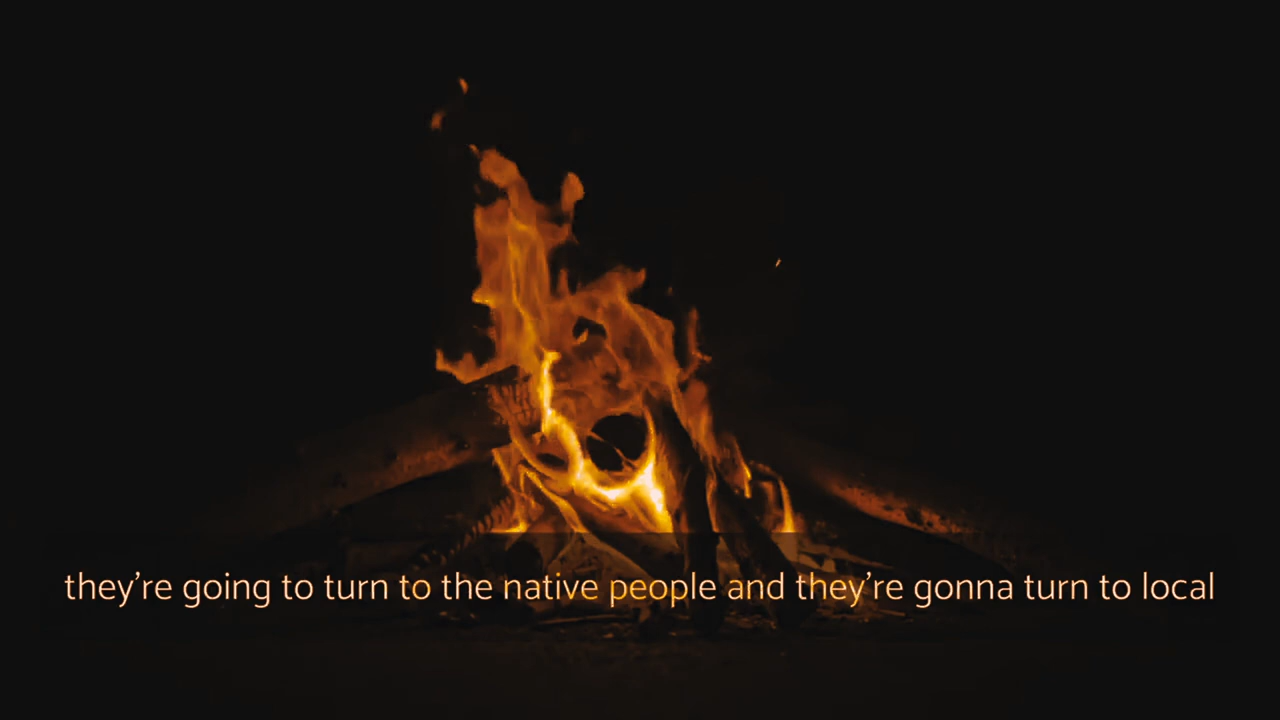 they’re going to turn to the native people and they’re gonna turn to local